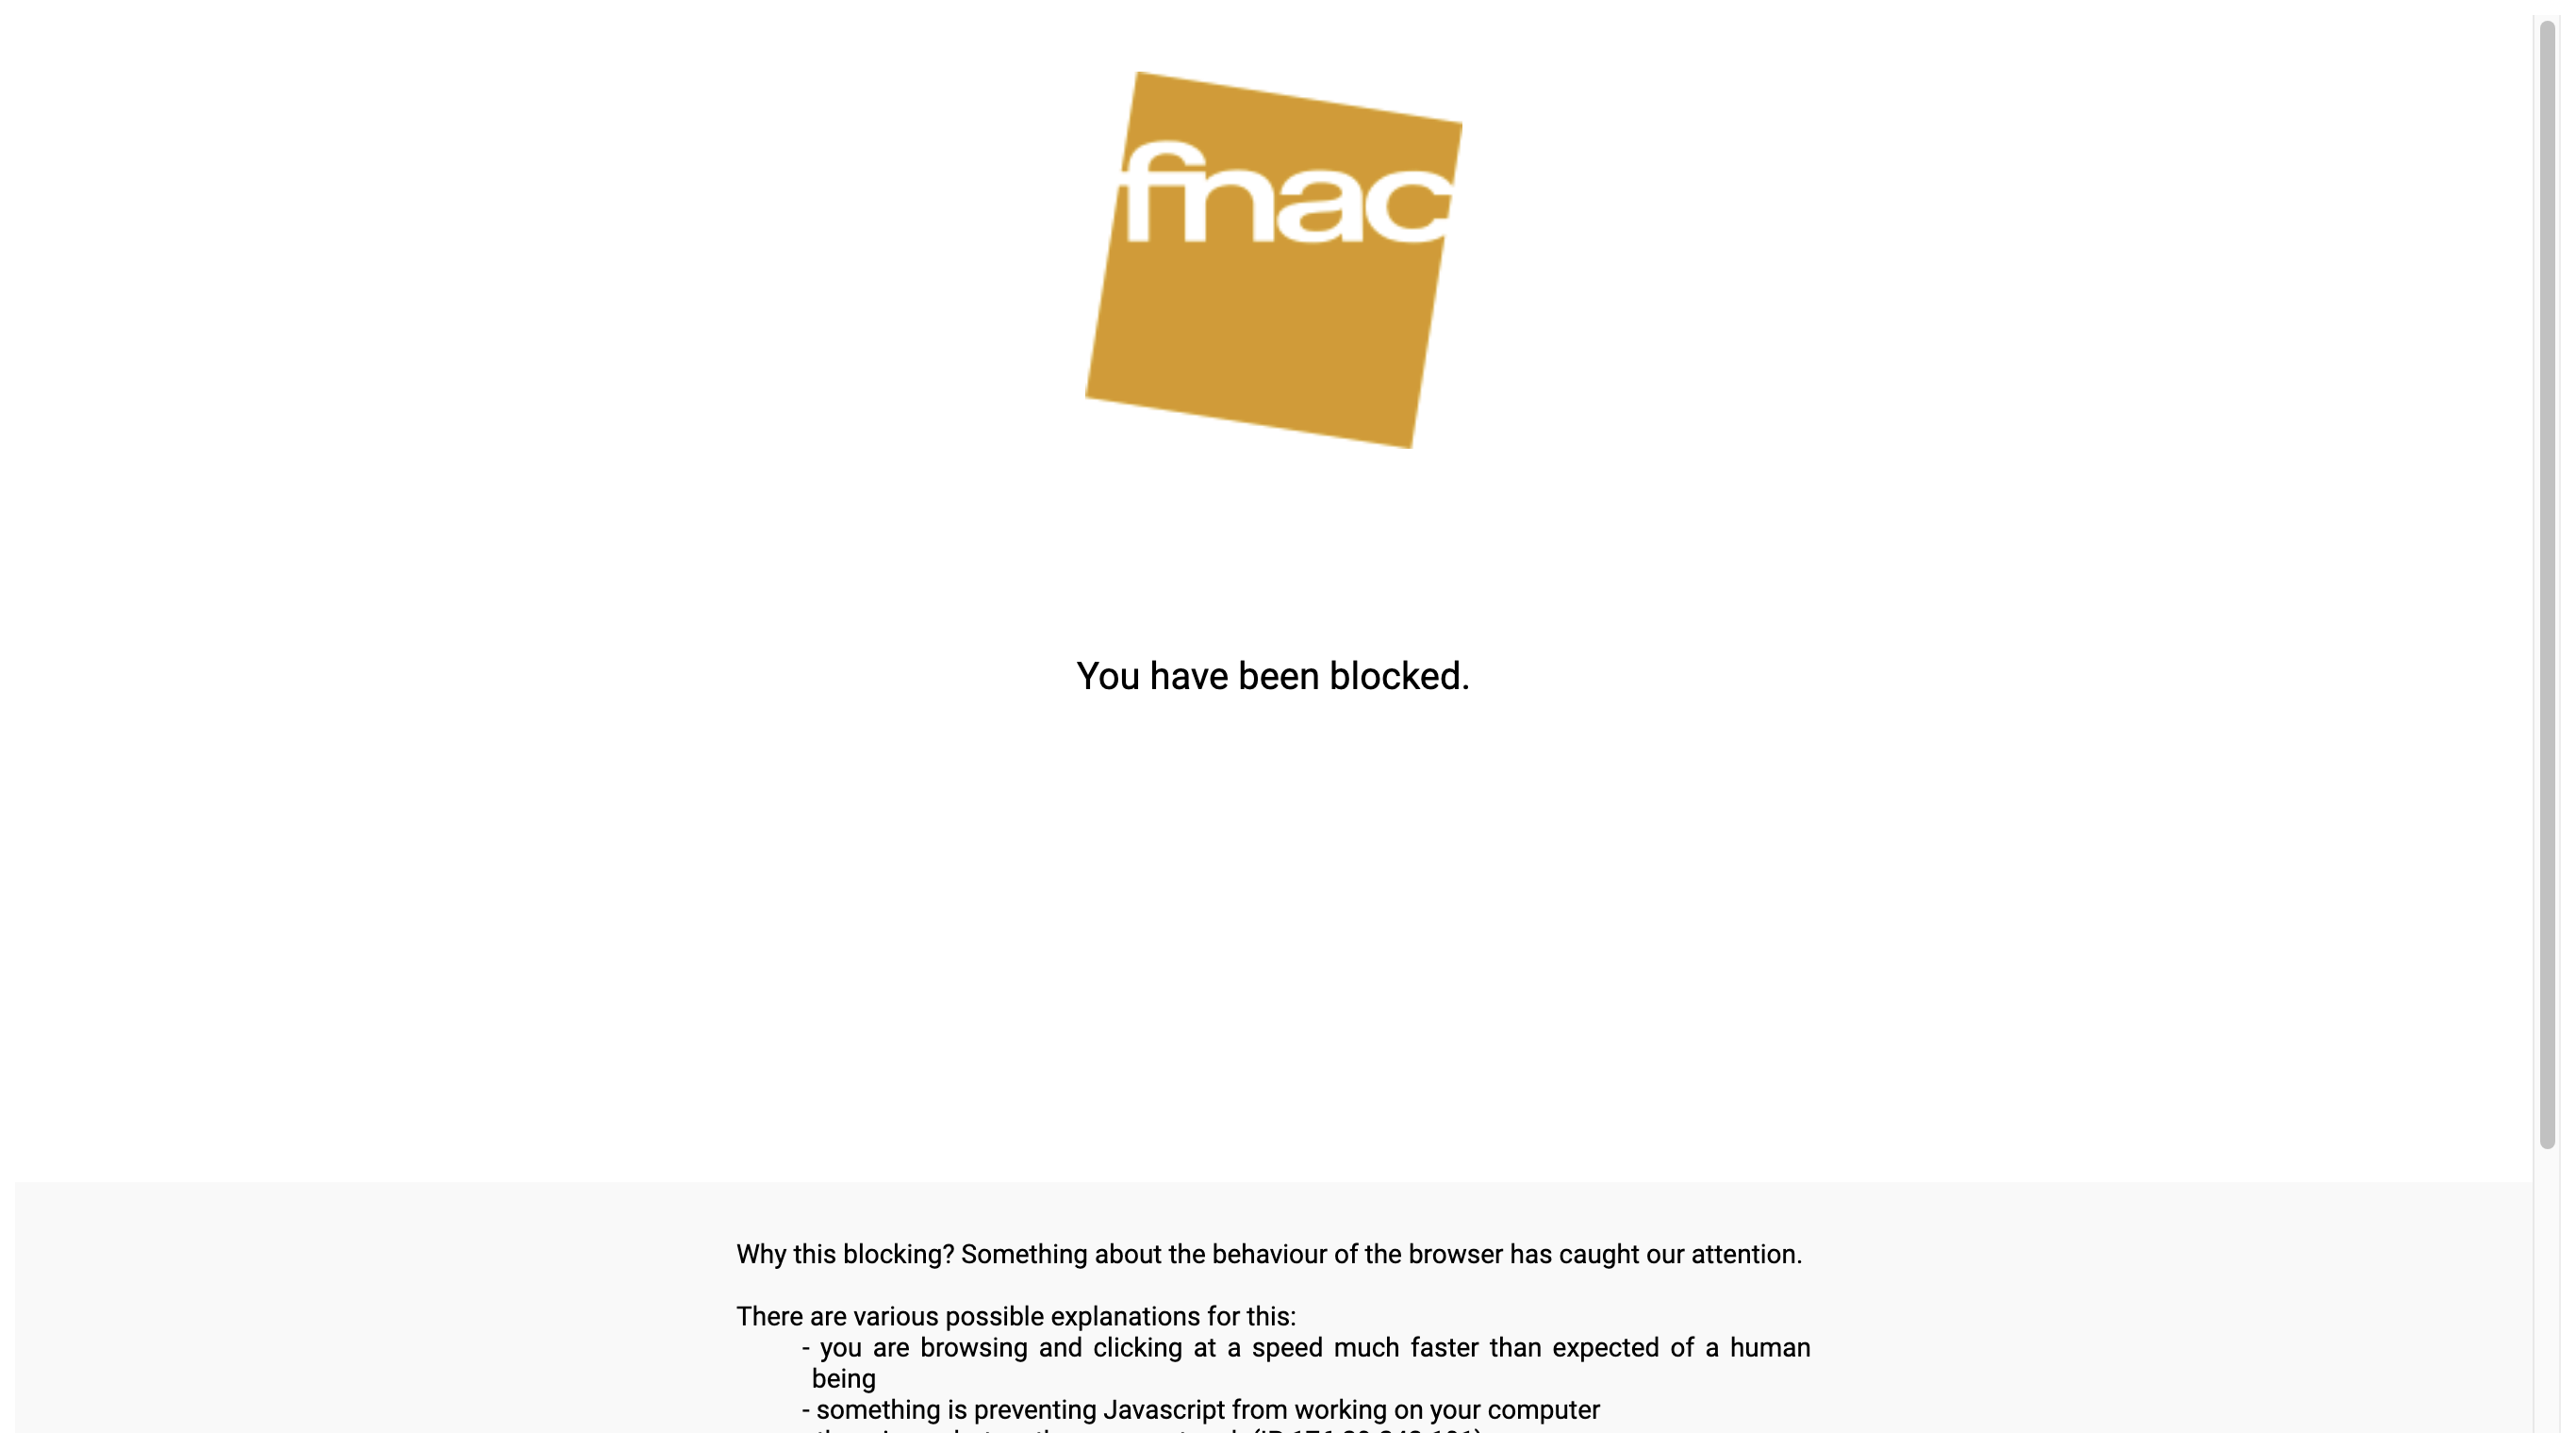 fnac
You have been blocked.
Why this blocking? Something about the behaviour of the browser has caught our attention.
There are various possible explanations for this:
- you are browsing and clicking at a speed much faster than expected of a human
being
- something is preventing Javascript from working on your computer